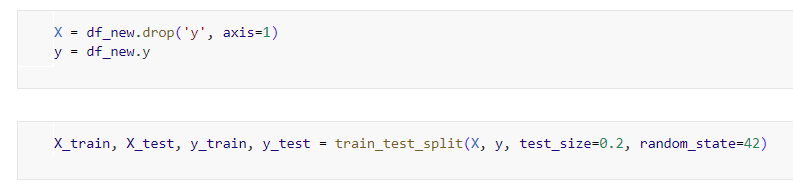 X = df_new.drop('y', axis=1)
y = df_new.y
X_train, X_test, y_train, y_test = train_test_split(X, y, test_size=0.2, random_state=42)